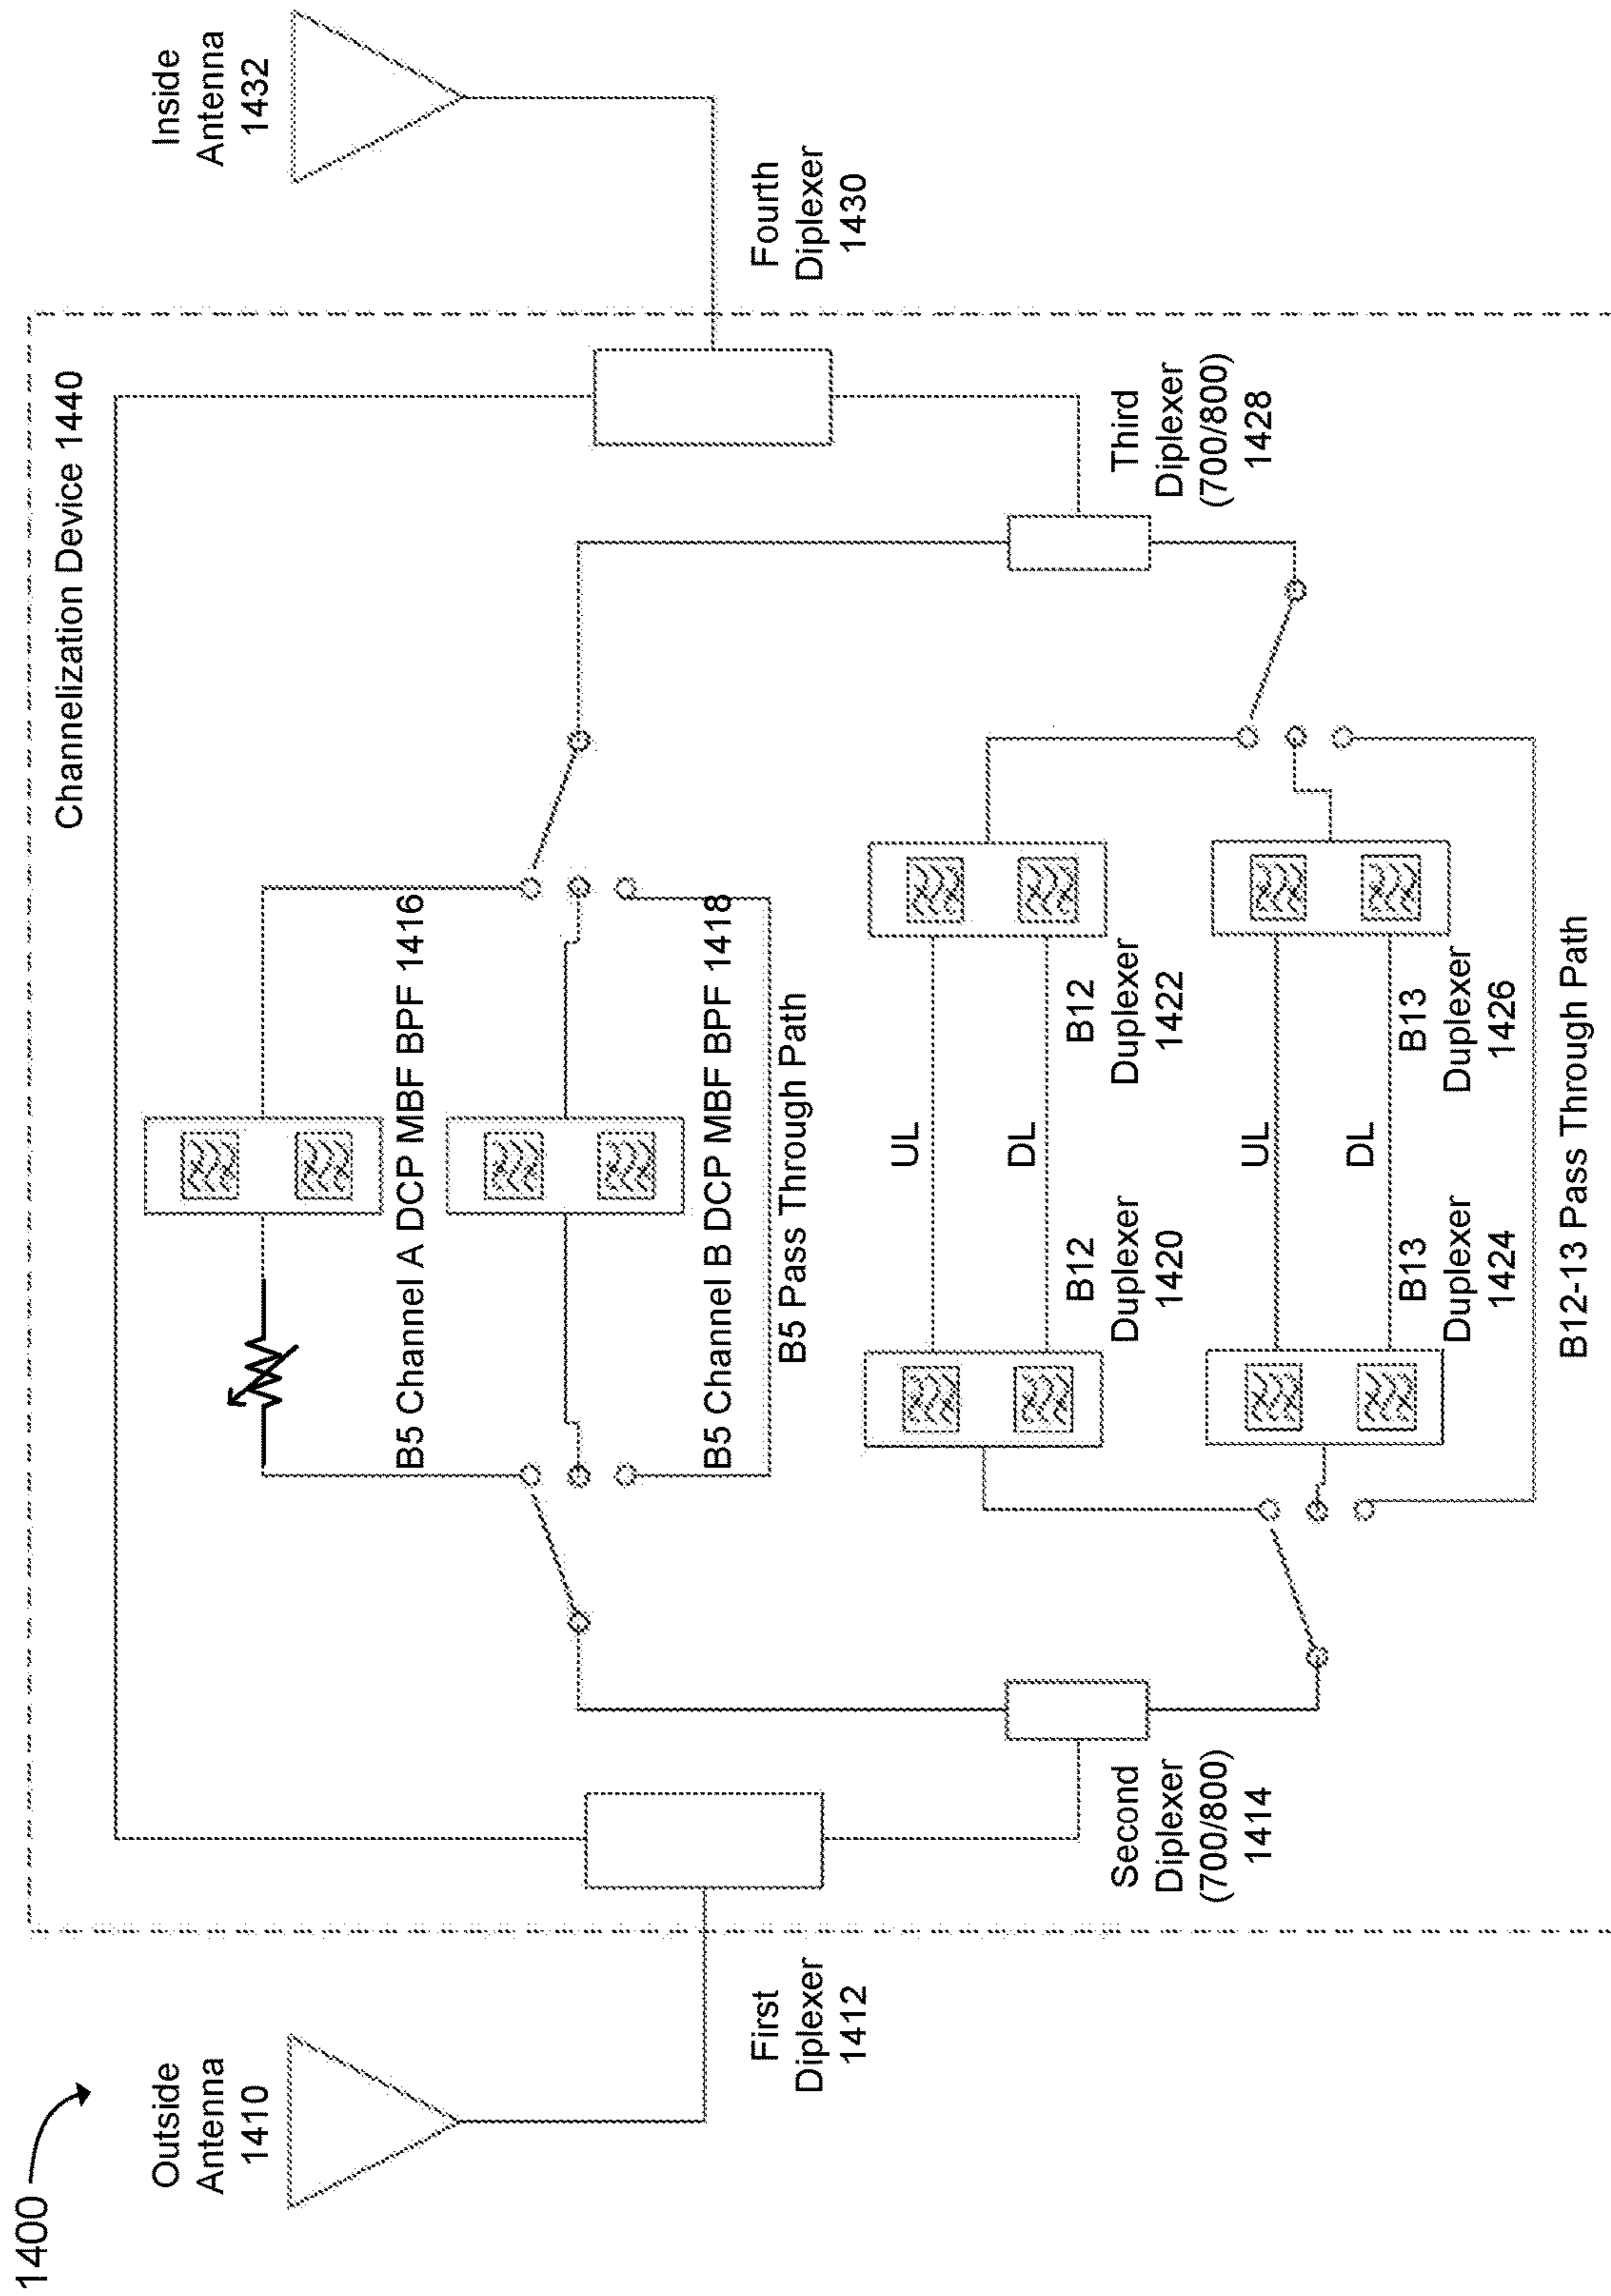 1400
Outside
Antenna
1410
First
Diplexer
1412
Channelization Device 1440
Second
Diplexer
(700/800)
1414
B5 Channel A DCP MBF BPF 1416
B5 Channel B DCP MBF BPF 1418
B5 Pass Through Path
UL
DL
B12
Duplexer
1420
B12
Duplexer
1422
UL
DL
B13
Duplexer
1424
B13
Duplexer
1426
B12-13 Pass Through Path
Third
Diplexer
(700/800)
1428
Fourth
Diplexer
1430
Inside
Antenna
1432